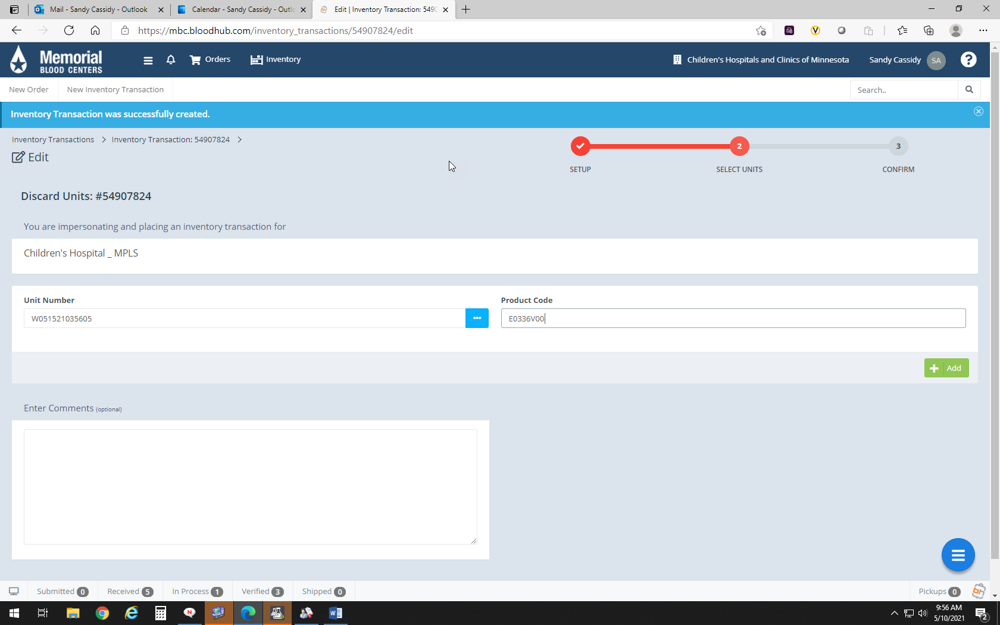 Mail - Sandy Cassidy - Outlook
Calendar - Sandy Cassidy - Outlo
Edit | Inventory Transaction: 5490
https://mbc.bloodhub.com/inventory_transactions/54907824/edit
Memorial
BLOOD CENTERS
Orders
Inventory
Children's Hospitals and Clinics of Minnesota
Sandy Cassidy
SA
?
New Order
New Inventory Transaction
Search..
Inventory Transaction was successfully created.
Inventory Transactions > Inventory Transaction: 54907824 >
Edit
2
3
SETUP
SELECT UNITS
CONFIRM
Discard Units: #54907824
You are impersonating and placing an inventory transaction for
Children's Hospital _ MPLS
Unit Number
Product Code
W051521035605
E0336V00
Add
Enter Comments (optional)
Submitted 0
Received 5
In Process 1
Verified 3
Shipped 0
Pickups 0
9:56 AM
5/10/2021
2